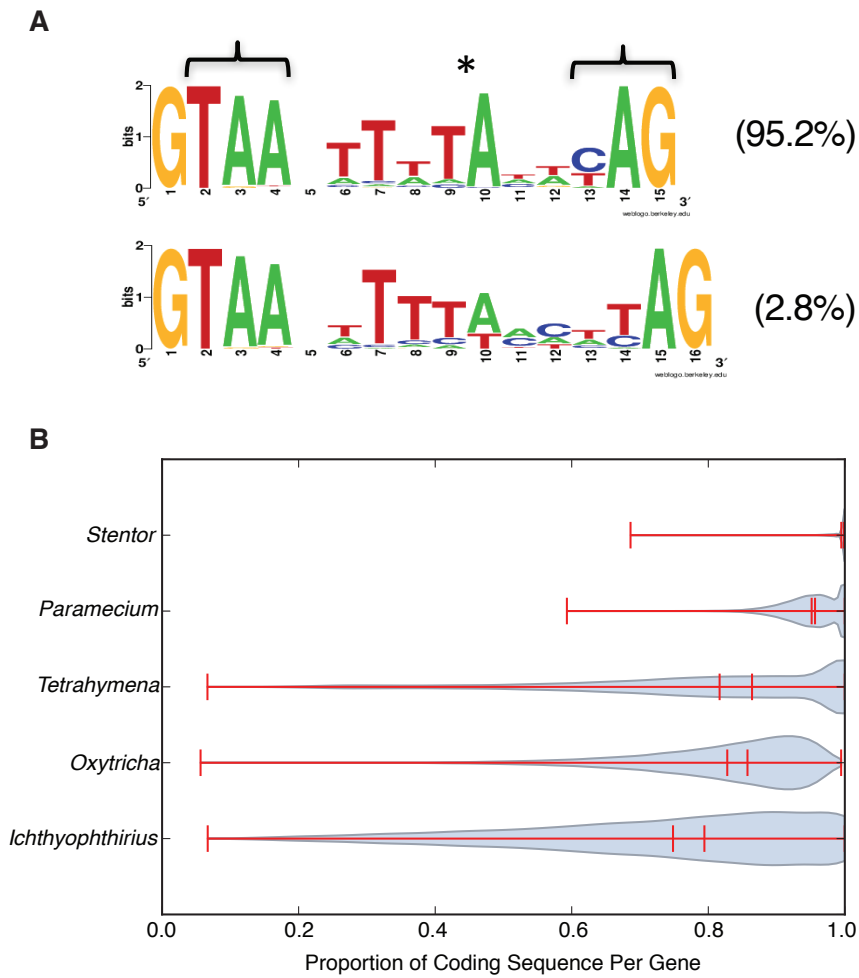 A
*
2
1
0
bits
GTAA TTTTATTCAG
5′ 1 2 3 4 5 6 7 8 9 10 11 12 13 14 15 3′
weblogo.berkeley.edu
(95.2%)
2
1
0
bits
GTAA TTTTAACTTAG
5′ 1 2 3 4 5 6 7 8 9 10 11 12 13 14 15 16 3′
weblogo.berkeley.edu
(2.8%)
B
Stentor
Paramecium
Tetrahymena
Oxytricha
Ichthyophthirius
0.0 0.2 0.4 0.6 0.8 1.0
Proportion of Coding Sequence Per Gene